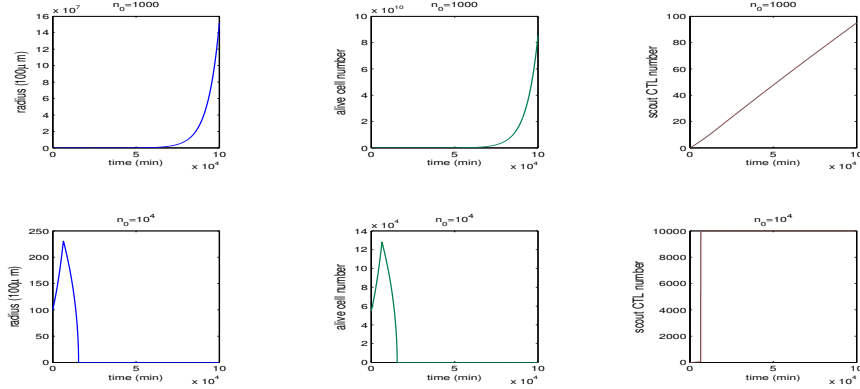 n₀=1000
× 10⁷
16
14
12
10
8
6
4
2
0
radius (100μ m)
0 5 10
time (min)
× 10⁴
n₀=1000
× 10¹⁰
10
8
6
4
2
0
alive cell number
0 5 10
time (min)
× 10⁴
n₀=1000
100
80
60
40
20
0
scout CTL number
0 5 10
time (min)
× 10⁴
n₀=10⁴
250
200
150
100
50
0
radius (100μ m)
0 5 10
time (min)
× 10⁴
n₀=10⁴
× 10⁴
14
12
10
8
6
4
2
0
alive cell number
0 5 10
time (min)
× 10⁴
n₀=10⁴
10000
8000
6000
4000
2000
0
scout CTL number
0 5 10
time (min)
× 10⁴